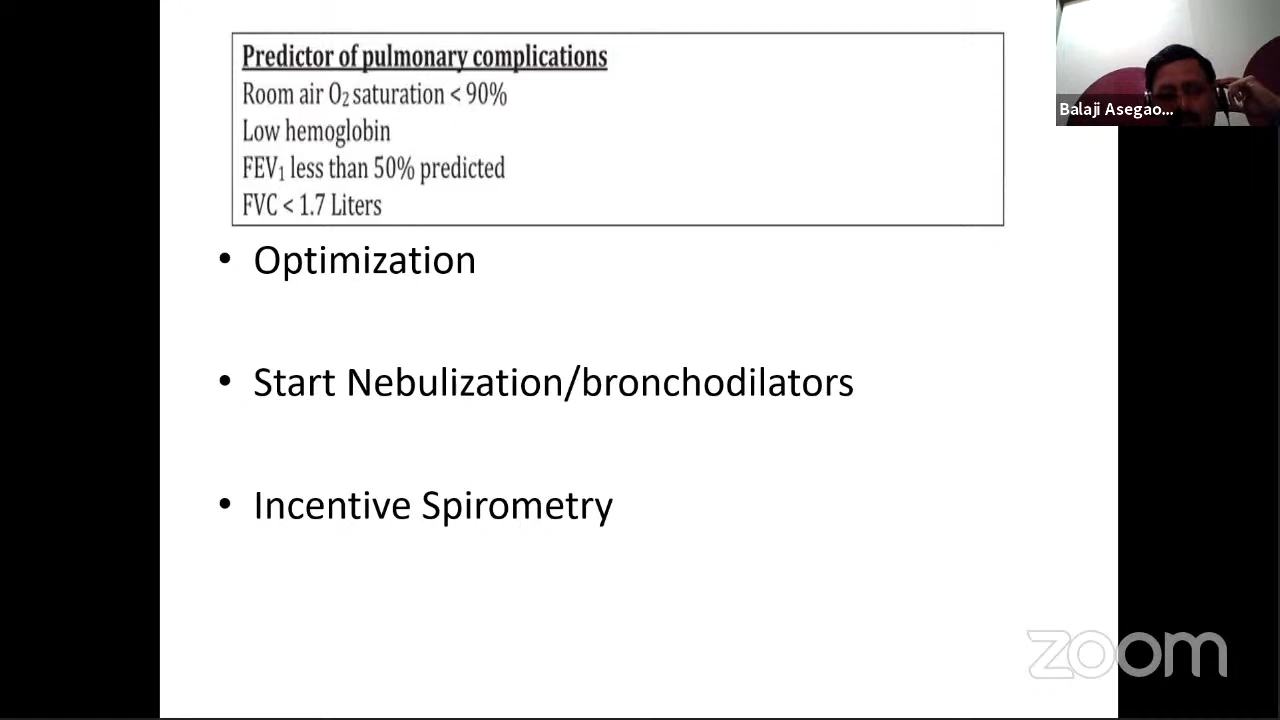 Predictor of pulmonary complications
Room air O₂ saturation < 90%
Low hemoglobin
FEV₁ less than 50% predicted
FVC < 1.7 Liters
• Optimization
• Start Nebulization/bronchodilators
• Incentive Spirometry
Balaji Asegao...
zoom